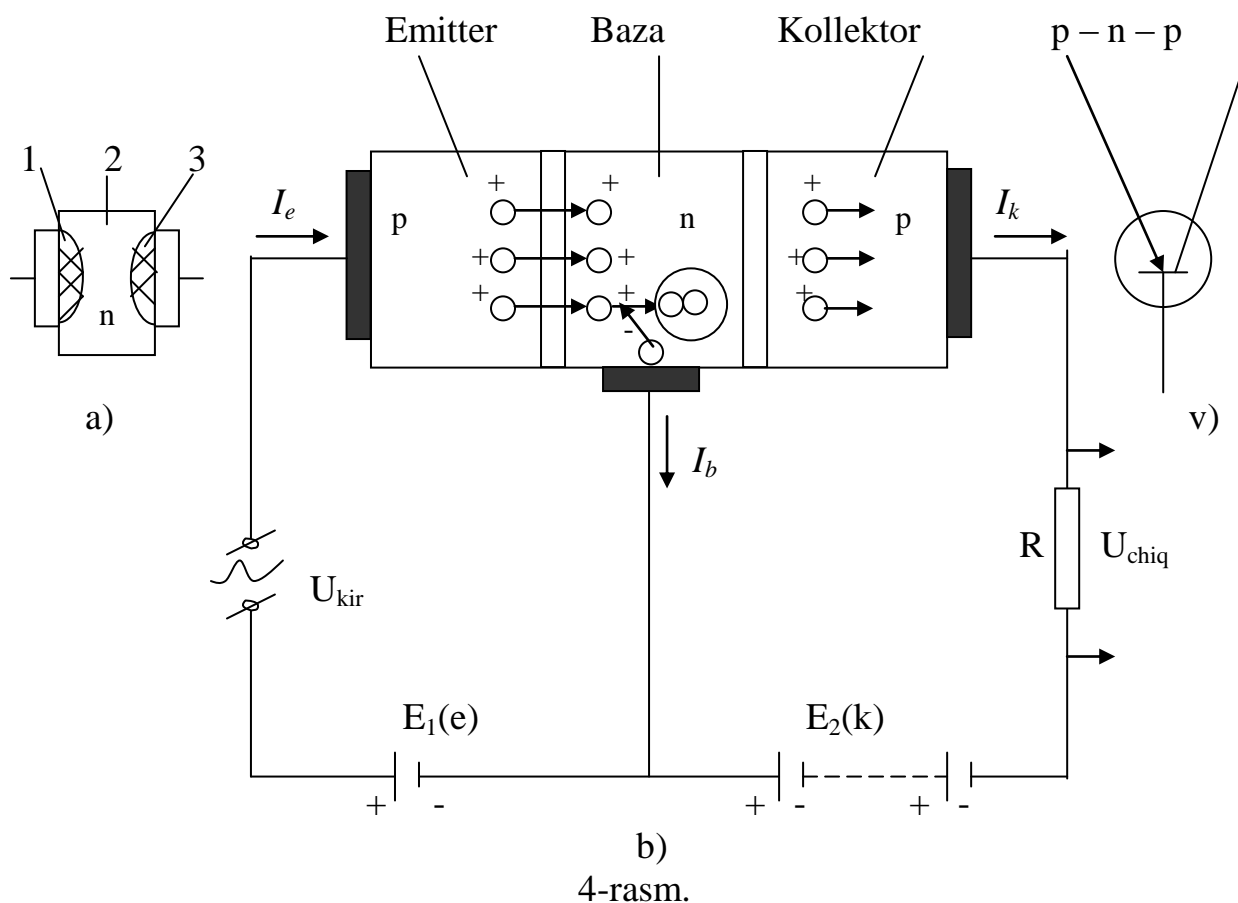 Emitter Baza Kollektor p – n – p
1 2 3
I_e p n p I_k
+ + +
+ + +
+ + +
-
n
a) v)
I_b
R U_chiq
U_kir
E_1(e) E_2(k)
+ - + - + -
b)
4-rasm.